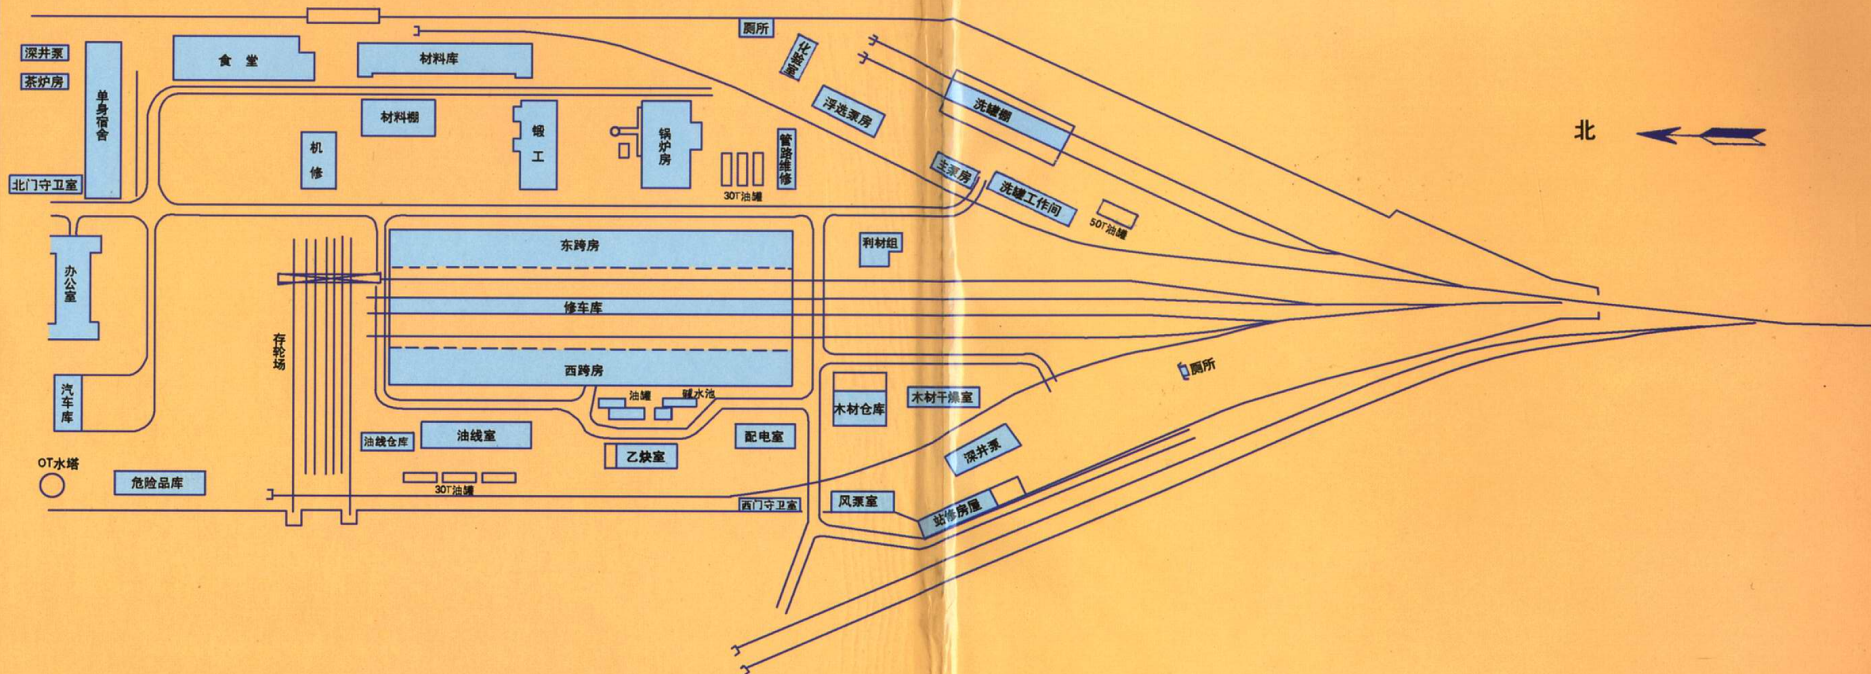 厕所
深井泵
食 堂
材料库
化验室
茶炉房
单身宿舍
材料棚
锻工
锅炉房
浮选泵房
洗罐棚
北
机修
管路维修
主泵房
洗罐工作间
北门守卫室
30T油罐
50T油罐
办公室
东跨房
利材组
修车库
存轮场
西跨房
厕所
汽车库
油罐
碱水池
木材仓库
木材干燥室
油线仓库
油线室
配电室
乙炔室
深井泵
OT水塔
危险品库
30T油罐
西门守卫室
风泵室
站修房屋